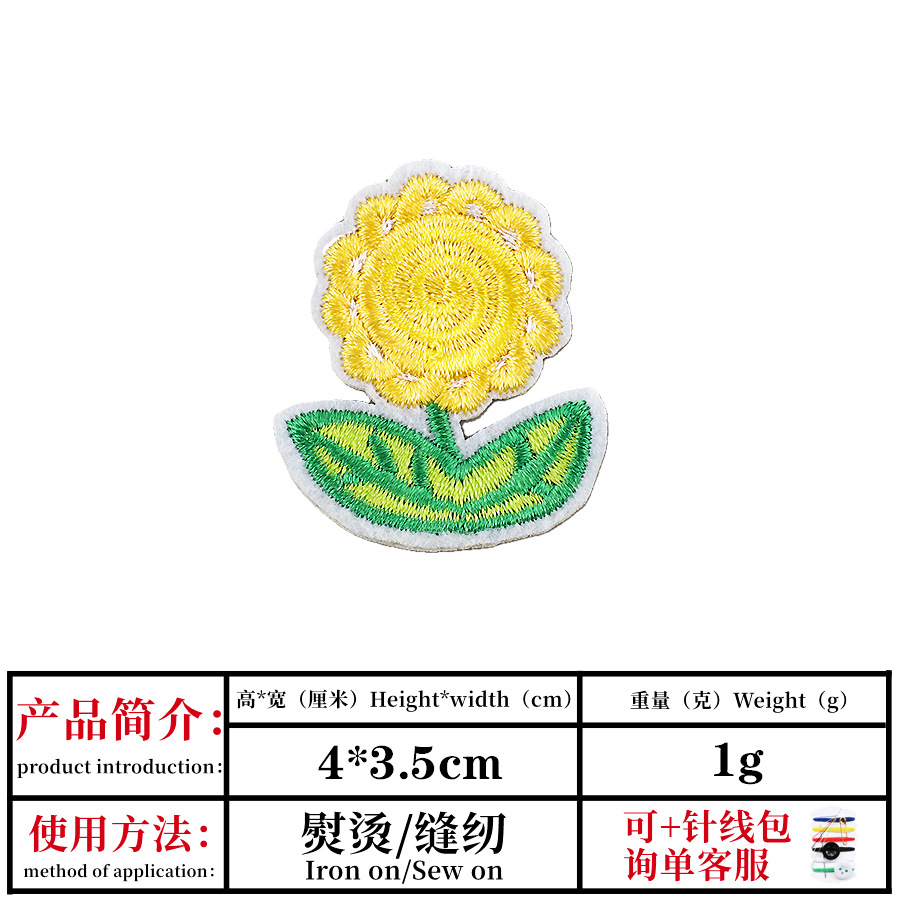 产品简介：
product introduction：
高*宽（厘米）Height*width（cm）
重量（克）Weight（g）
4*3.5cm
1g
使用方法：
method of application：
熨烫/缝纫
Iron on/Sew on
可+针线包
询单客服